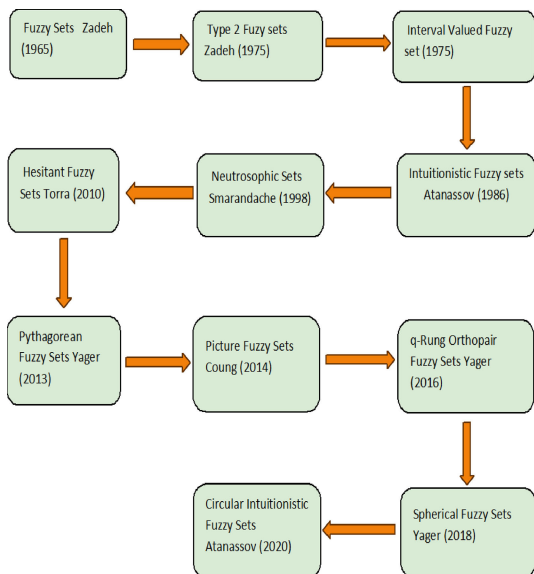 Fuzzy Sets Zadeh
(1965)
Type 2 Fuzy sets
Zadeh (1975)
Interval Valued Fuzzy
set (1975)
Intuitionistic Fuzzy sets
Atanassov (1986)
Neutrosophic Sets
Smarandache (1998)
Hesitant Fuzzy
Sets Torra (2010)
Pythagorean
Fuzzy Sets Yager
(2013)
Picture Fuzzy Sets
Coung (2014)
q-Rung Orthopair
Fuzzy Sets Yager
(2016)
Spherical Fuzzy Sets
Yager (2018)
Circular Intuitionistic
Fuzzy Sets
Atanassov (2020)